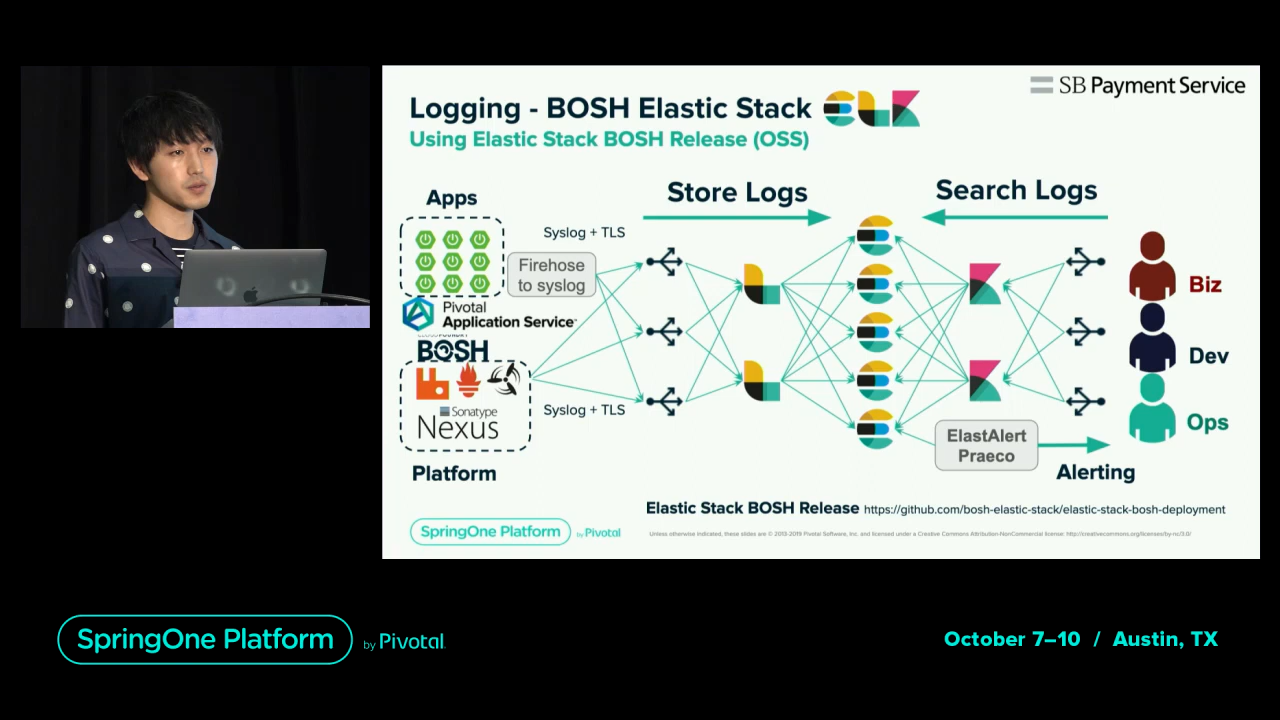 SB Payment Service
Logging - BOSH Elastic Stack
Using Elastic Stack BOSH Release (OSS)
Store Logs
Search Logs
Apps
Syslog + TLS
Firehose
to syslog
Pivotal
Application Service
BOSH
Sonatype
Nexus
Syslog + TLS
Platform
Biz
Dev
Ops
ElastAlert
Praeco
Alerting
Elastic Stack BOSH Release https://github.com/bosh-elastic-stack/elastic-stack-bosh-deployment
SpringOne Platform by Pivotal
Unless otherwise indicated, these slides are © 2013-2019 Pivotal Software, Inc. and licensed under a Creative Commons Attribution-NonCommercial license: http://creativecommons.org/licenses/by-nc/3.0/
SpringOne Platform by Pivotal
October 7–10 / Austin, TX